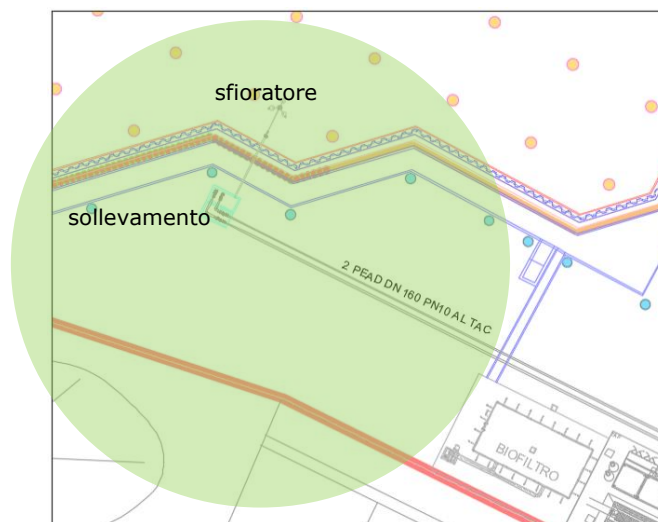 sfioratore
sollevamento
2 PEAD DN 160 PN10 AL TAC
BIOFILTRO